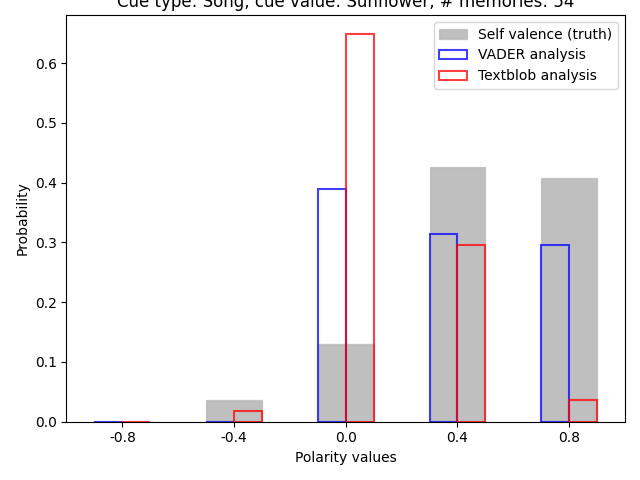 Cue type: Song, cue value: Sunflower, # memories: 54
Self valence (truth)
VADER analysis
Textblob analysis
Probability
0.6
0.5
0.4
0.3
0.2
0.1
0.0
-0.8 -0.4 0.0 0.4 0.8
Polarity values